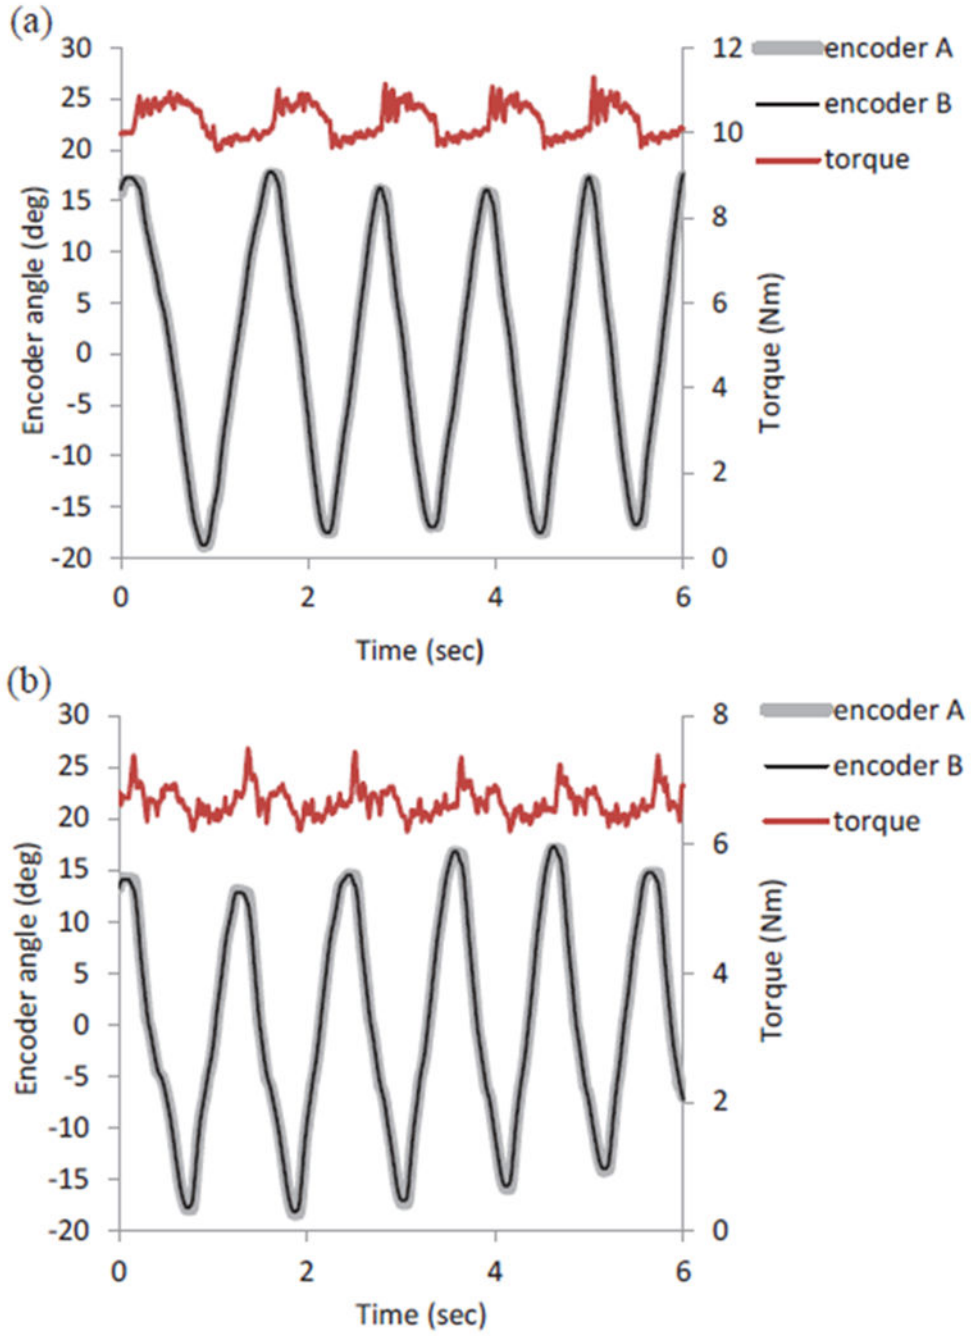 (a)
30
25
20
15
10
5
0
-5
-10
-15
-20
Encoder angle (deg)
12
10
8
6
4
2
0
Torque (Nm)
encoder A
encoder B
torque
0 2 4 6
Time (sec)
(b)
30
25
20
15
10
5
0
-5
-10
-15
-20
Encoder angle (deg)
8
6
4
2
0
Torque (Nm)
encoder A
encoder B
torque
0 2 4 6
Time (sec)